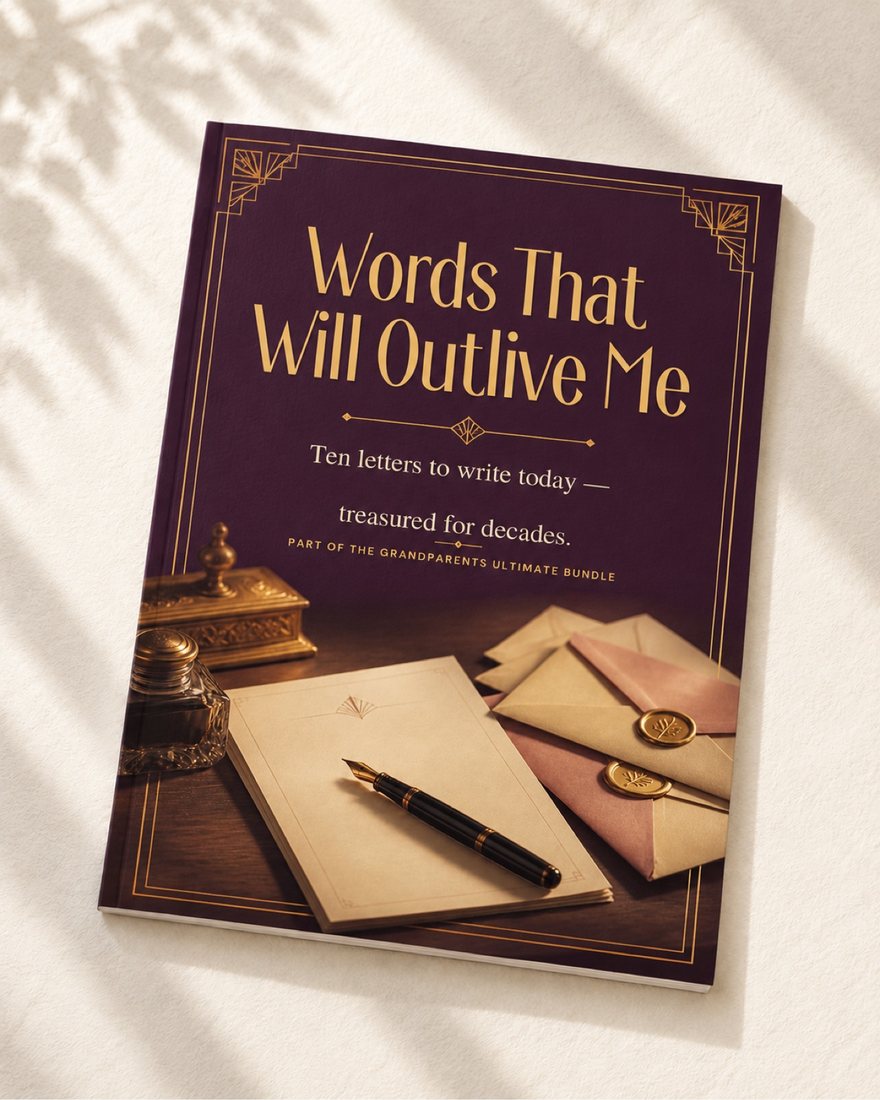 Words That
Will Outlive Me
Ten letters to write today —
treasured for decades.
PART OF THE GRANDPARENTS ULTIMATE BUNDLE